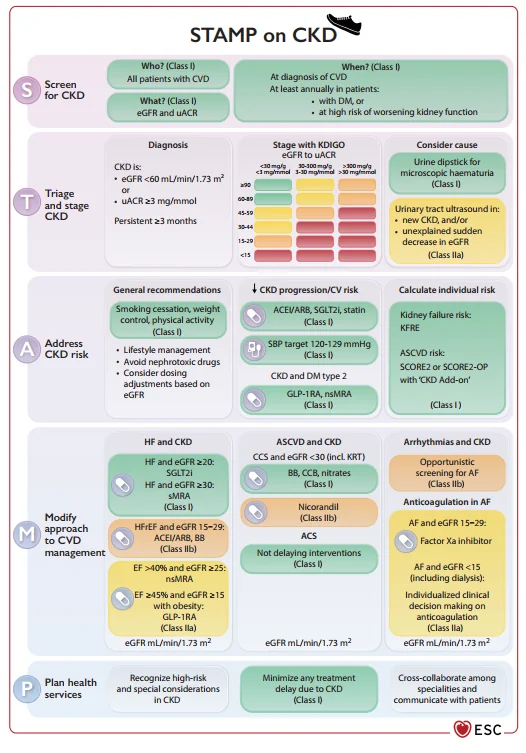 STAMP on CKD
S
Screen
for CKD
Who? (Class I)
All patients with CVD
What? (Class I)
eGFR and uACR
When? (Class I)
At diagnosis of CVD
At least annually in patients:
• with DM, or
• at high risk of worsening kidney function
T
Triage
and stage
CKD
Diagnosis
CKD is:
• eGFR <60 mL/min/1.73 m²
or
• uACR ≥3 mg/mmol
Persistent ≥3 months
Stage with KDIGO
eGFR to uACR
<30 mg/g 30-300 mg/g >300 mg/g
<3 mg/mmol 3-30 mg/mmol >30 mg/mmol
≥90
60-89
45-59
30-44
15-29
<15
Consider cause
Urine dipstick for
microscopic haematuria
(Class I)
Urinary tract ultrasound in:
• new CKD, and/or
• unexplained sudden
decrease in eGFR
(Class IIa)
A
Address
CKD risk
General recommendations
Smoking cessation, weight
control, physical activity
(Class I)
• Lifestyle management
• Avoid nephrotoxic drugs
• Consider dosing
adjustments based on
eGFR
↓ CKD progression/CV risk
ACEI/ARB, SGLT2i, statin
(Class I)
SBP target 120-129 mmHg
(Class I)
CKD and DM type 2
GLP-1RA, nsMRA
(Class I)
Calculate individual risk
Kidney failure risk:
KFRE
ASCVD risk:
SCORE2 or SCORE2-OP
with 'CKD Add-on'
(Class I )
M
Modify
approach
to CVD
management
HF and CKD
HF and eGFR ≥20:
SGLT2i
HF and eGFR ≥30:
sMRA
(Class I)
HFrEF and eGFR 15–29:
ACEI/ARB, BB
(Class IIb)
EF >40% and eGFR ≥25:
nsMRA
EF ≥45% and eGFR ≥15
with obesity:
GLP-1RA
(Class IIa)
eGFR mL/min/1.73 m²
ASCVD and CKD
CCS and eGFR <30 (incl. KRT)
BB, CCB, nitrates
(Class I)
Nicorandil
(Class IIb)
ACS
Not delaying interventions
(Class I)
eGFR mL/min/1.73 m²
Arrhythmias and CKD
Opportunistic
screening for AF
(Class IIb)
Anticoagulation in AF
AF and eGFR 15–29:
Factor Xa inhibitor
AF and eGFR <15
(including dialysis):
Individualized clinical
decision making on
anticoagulation
(Class IIa)
eGFR mL/min/1.73 m²
P
Plan health
services
Recognize high-risk
and special considerations
in CKD
Minimize any treatment
delay due to CKD
(Class I)
Cross-collaborate among
specialities and
communicate with patients
ESC